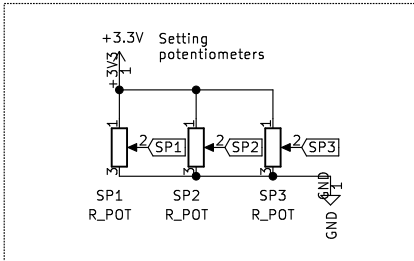 +3.3V
Setting
potentiometers
+3V3
1
1
1
1
2
SP1
2
SP2
2
SP3
3
3
3
GND
1
SP1
R_POT
SP2
R_POT
SP3
R_POT
GND